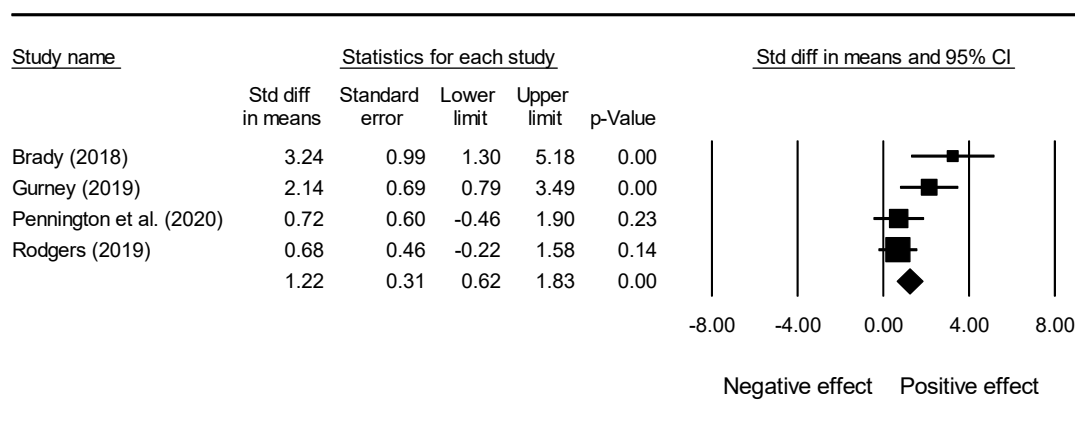 Study name Statistics for each study Std diff in means and 95% CI
Std diff Standard Lower Upper
in means error limit limit p-Value
Brady (2018) 3.24 0.99 1.30 5.18 0.00
Gurney (2019) 2.14 0.69 0.79 3.49 0.00
Pennington et al. (2020) 0.72 0.60 -0.46 1.90 0.23
Rodgers (2019) 0.68 0.46 -0.22 1.58 0.14
1.22 0.31 0.62 1.83 0.00
-8.00 -4.00 0.00 4.00 8.00
Negative effect Positive effect